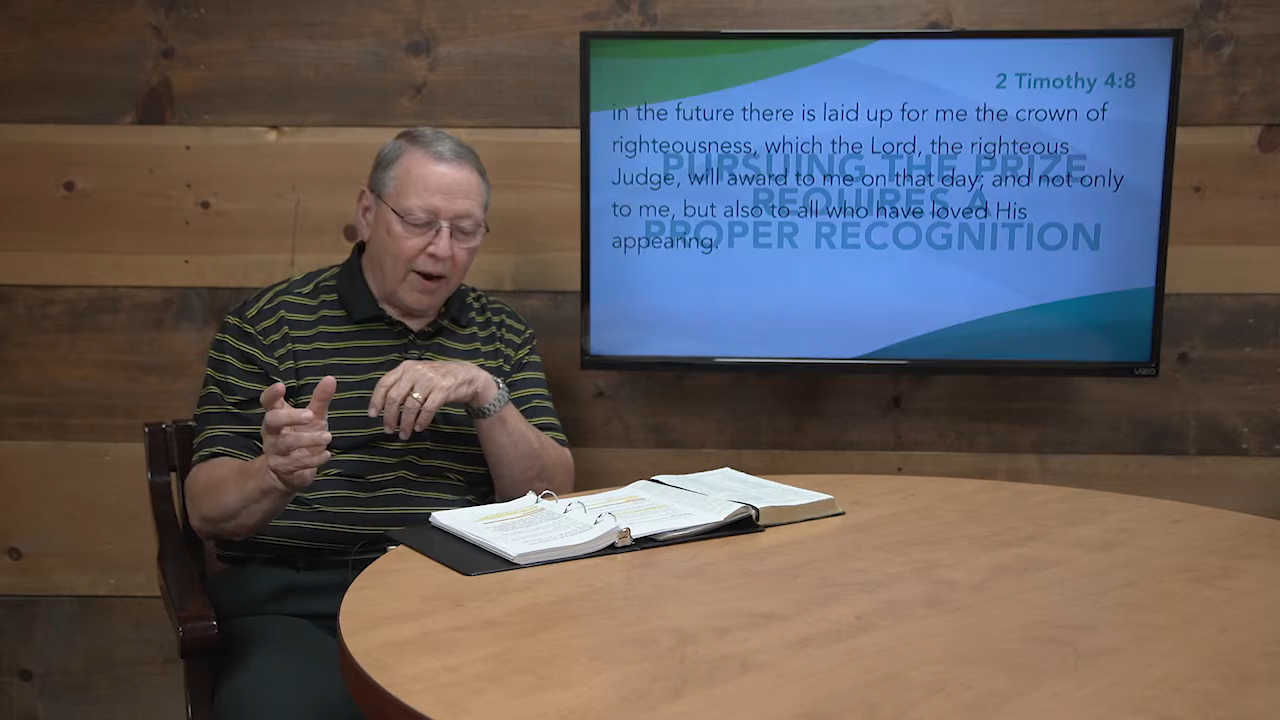 2 Timothy 4:8
in the future there is laid up for me the crown of
righteousness, which the Lord, the righteous
Judge, will award to me on that day; and not only
to me, but also to all who have loved His
appearing.
PURSUING THE PRIZE
REQUIRES A
PROPER RECOGNITION
VIZIO